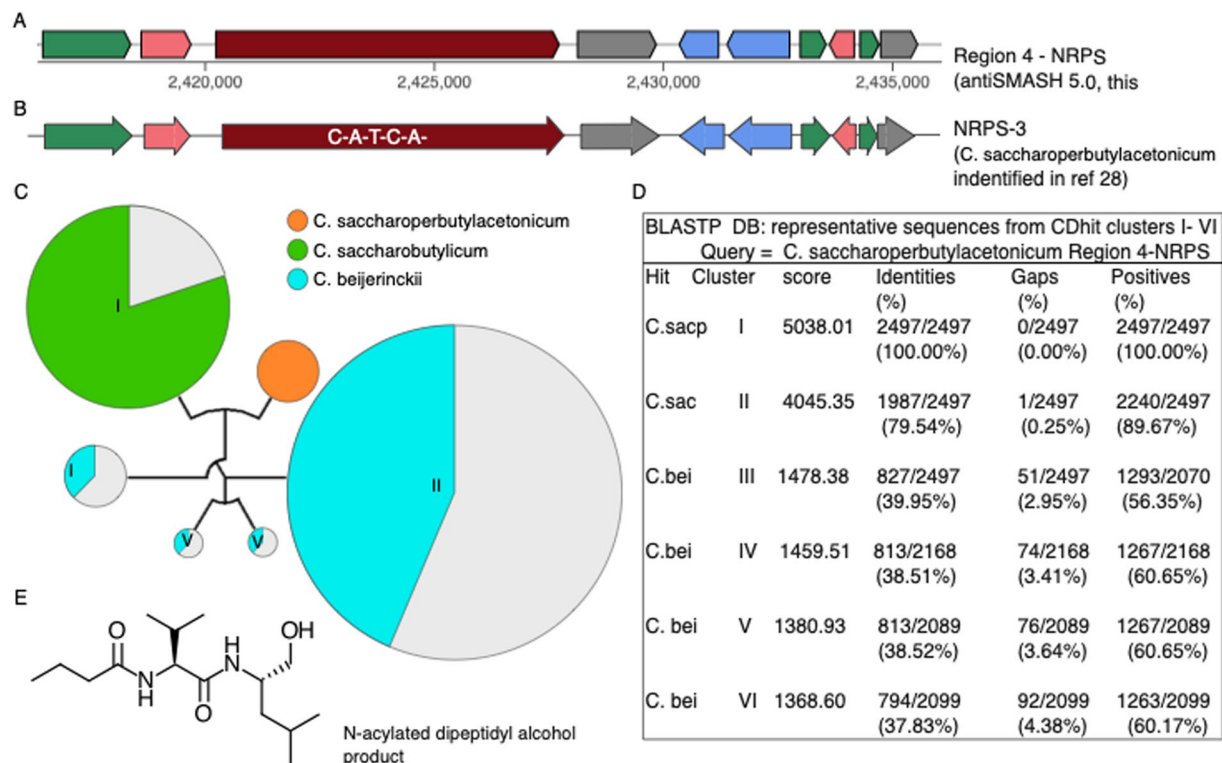 A
Region 4 - NRPS
(antiSMASH 5.0, this
2,420,000
2,425,000
2,430,000
2,435,000
B
C-A-T-C-A-
NRPS-3
(C. saccharoperbutylacetonicum
indentified in ref 28)
C
C. saccharoperbutylacetonicum
C. saccharobutylicum
C. beijerinckii
I
I
II
V
V
D
BLASTP DB: representative sequences from CDhit clusters I- VI
Query = C. saccharoperbutylacetonicum Region 4-NRPS
Hit Cluster score Identities Gaps Positives
(%) (%) (%)
C.sacp I 5038.01 2497/2497 0/2497 2497/2497
(100.00%) (0.00%) (100.00%)
C.sac II 4045.35 1987/2497 1/2497 2240/2497
(79.54%) (0.25%) (89.67%)
C.bei III 1478.38 827/2497 51/2497 1293/2070
(39.95%) (2.95%) (56.35%)
C.bei IV 1459.51 813/2168 74/2168 1267/2168
(38.51%) (3.41%) (60.65%)
C. bei V 1380.93 813/2089 76/2089 1267/2089
(38.52%) (3.64%) (60.65%)
C. bei VI 1368.60 794/2099 92/2099 1263/2099
(37.83%) (4.38%) (60.17%)
E
O
N
H
O
H
N
OH
N-acylated dipeptidyl alcohol
product